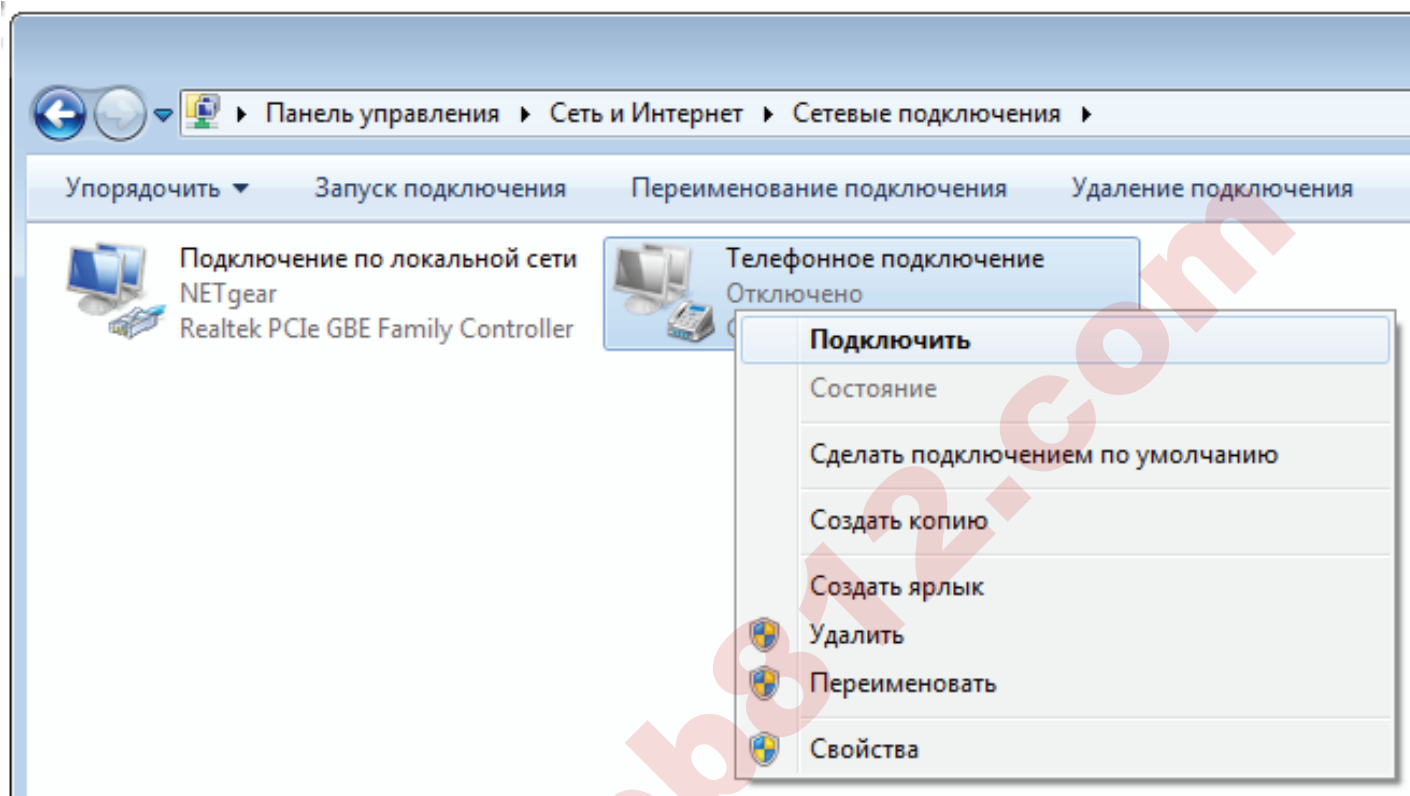 Панель управления Сеть и Интернет Сетевые подключения
Упорядочить Запуск подключения Переименование подключения Удаление подключения
Подключение по локальной сети
NETgear
Realtek PCIe GBE Family Controller
Телефонное подключение
Отключено
Подключить
Состояние
Сделать подключением по умолчанию
Создать копию
Создать ярлык
Удалить
Переименовать
Свойства
b812.com